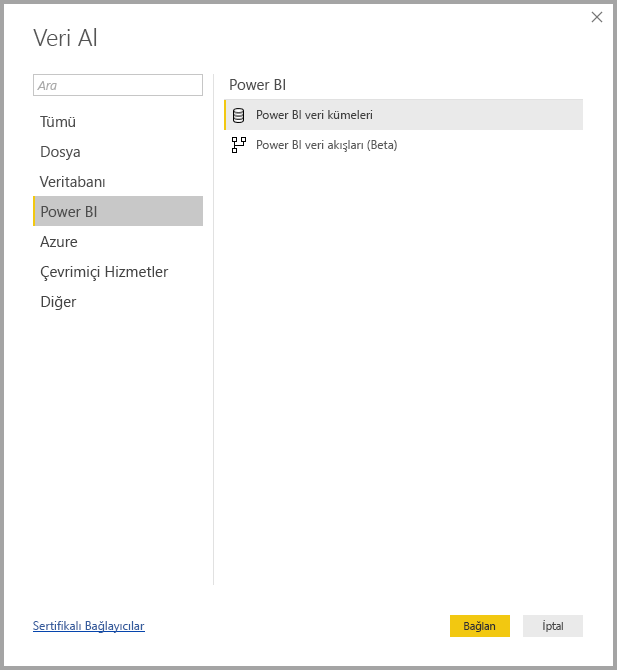 Veri Al
Ara
Tümü
Dosya
Veritabanı
Power BI
Azure
Çevrimiçi Hizmetler
Diğer
Power BI
Power BI veri kümeleri
Power BI veri akışları (Beta)
Sertifikalı Bağlayıcılar
Bağlan
İptal